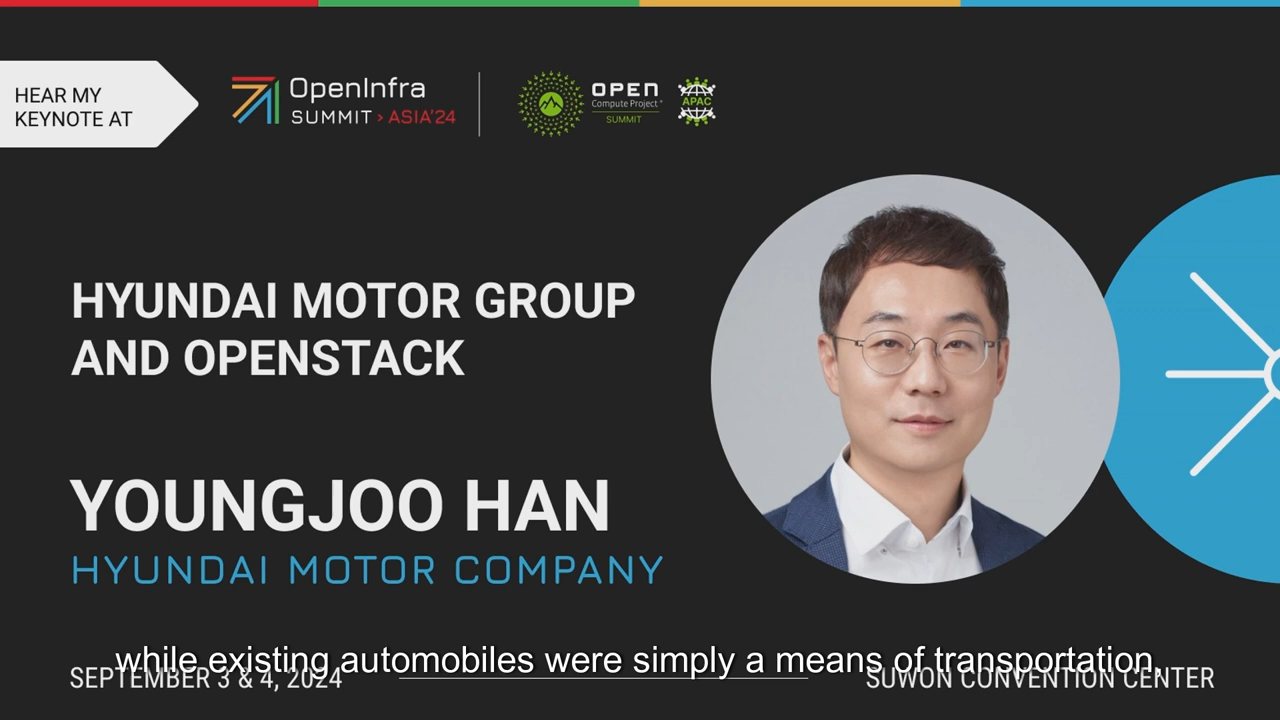 HEAR MY
KEYNOTE AT
OpenInfra
SUMMIT > ASIA'24
OPEN
Compute Project®
SUMMIT
APAC
HYUNDAI MOTOR GROUP
AND OPENSTACK
YOUNGJOO HAN
HYUNDAI MOTOR COMPANY
while existing automobiles were simply a means of transportation,
SEPTEMBER 3 & 4, 2024
SUWON CONVENTION CENTER